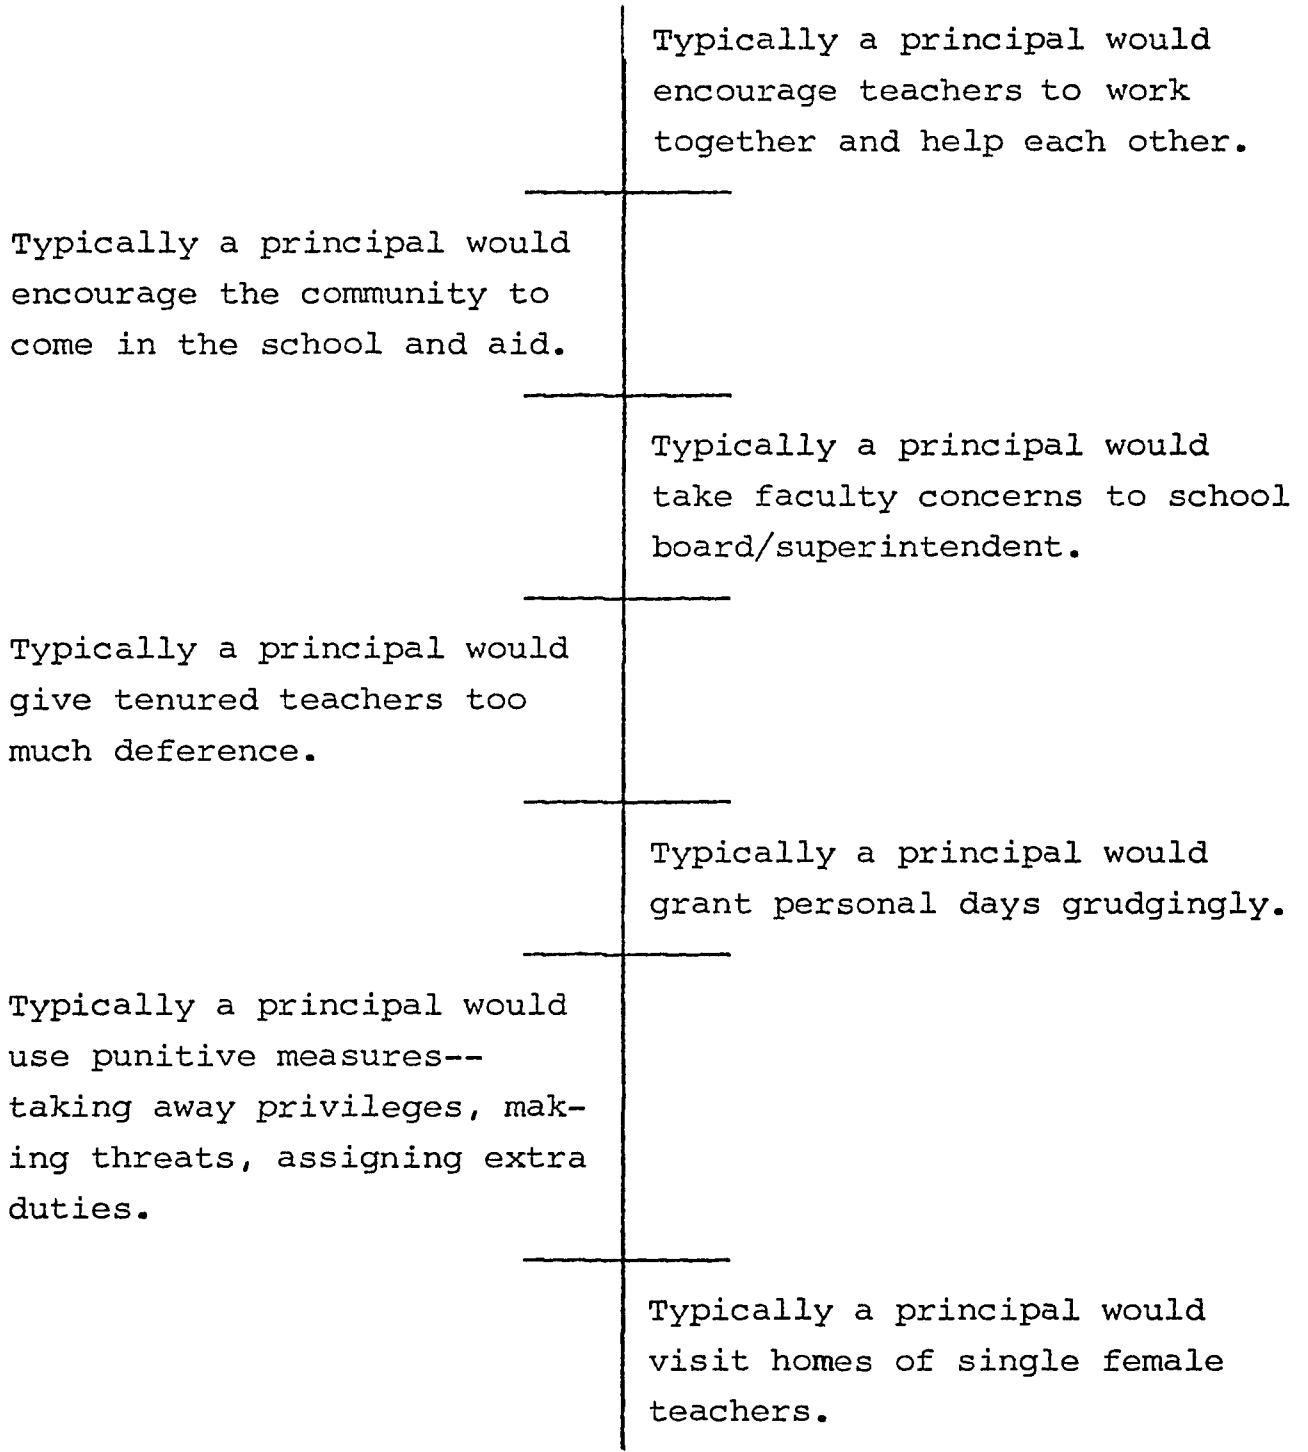 Typically a principal would
encourage teachers to work
together and help each other.
Typically a principal would
encourage the community to
come in the school and aid.
Typically a principal would
take faculty concerns to school
board/superintendent.
Typically a principal would
give tenured teachers too
much deference.
Typically a principal would
grant personal days grudgingly.
Typically a principal would
use punitive measures--
taking away privileges, mak-
ing threats, assigning extra
duties.
Typically a principal would
visit homes of single female
teachers.